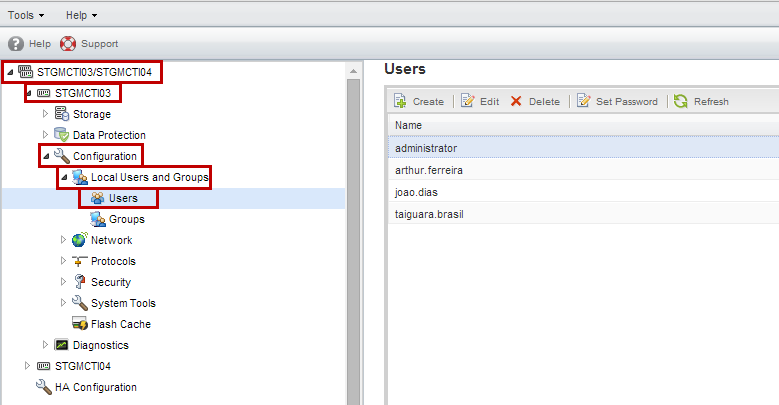 Tools Help
Help Support
STGMCTI03/STGMCTI04
STGMCTI03
Storage
Data Protection
Configuration
Local Users and Groups
Users
Groups
Network
Protocols
Security
System Tools
Flash Cache
Diagnostics
STGMCTI04
HA Configuration
Users
Create Edit Delete Set Password Refresh
Name
administrator
arthur.ferreira
joao.dias
taiguara.brasil